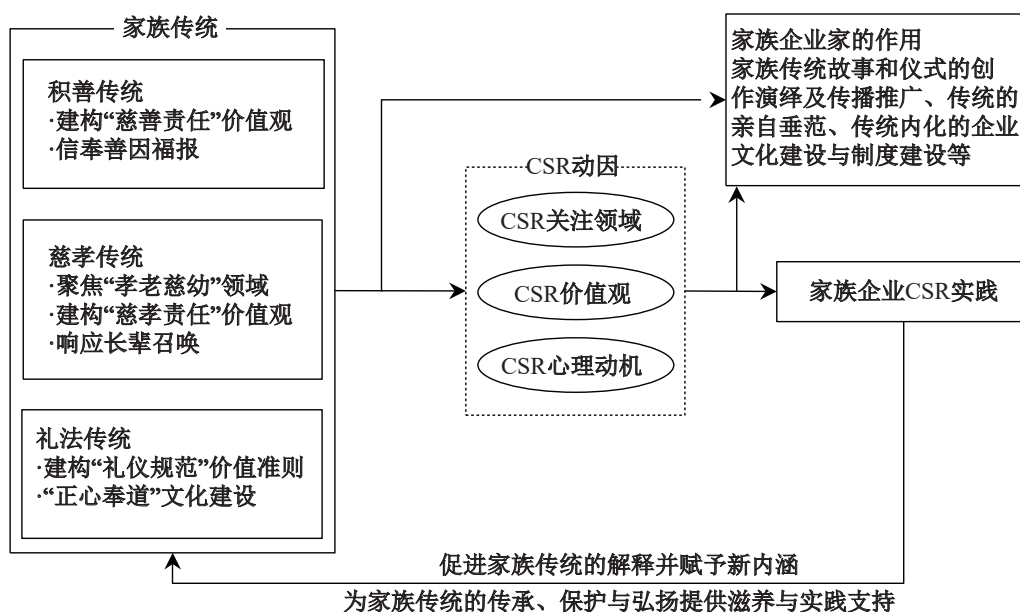 家族传统
积善传统
·建构“慈善责任”价值观
·信奉善因福报
慈孝传统
·聚焦“孝老慈幼”领域
·建构“慈孝责任”价值观
·响应长辈召唤
礼法传统
·建构“礼仪规范”价值准则
·“正心奉道”文化建设
CSR动因
CSR关注领域
CSR价值观
CSR心理动机
家族企业家的作用
家族传统故事和仪式的创
作演绎及传播推广、传统的
亲自垂范、传统内化的企业
文化建设与制度建设等
家族企业CSR实践
促进家族传统的解释并赋予新内涵
为家族传统的传承、保护与弘扬提供滋养与实践支持